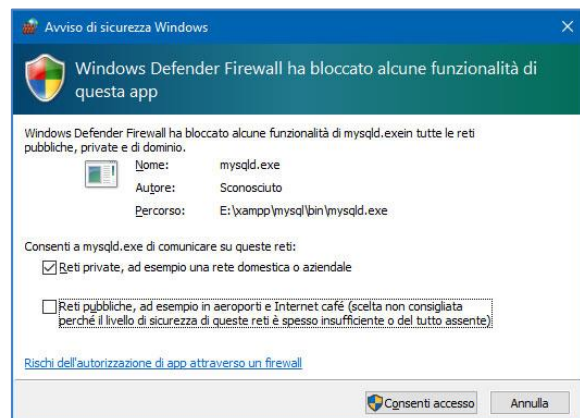 Avviso di sicurezza Windows
Windows Defender Firewall ha bloccato alcune funzionalità di
questa app
Windows Defender Firewall ha bloccato alcune funzionalità di mysqld.exein tutte le reti
pubbliche, private e di dominio.
Nome: mysqld.exe
Autore: Sconosciuto
Percorso: E:\xampp\mysql\bin\mysqld.exe
Consenti a mysqld.exe di comunicare su queste reti:
Reti private, ad esempio una rete domestica o aziendale
Reti pubbliche, ad esempio in aeroporti e Internet café (scelta non consigliata
perché il livello di sicurezza di queste reti è spesso insufficiente o del tutto assente)
Rischi dell'autorizzazione di app attraverso un firewall
Consenti accesso Annulla